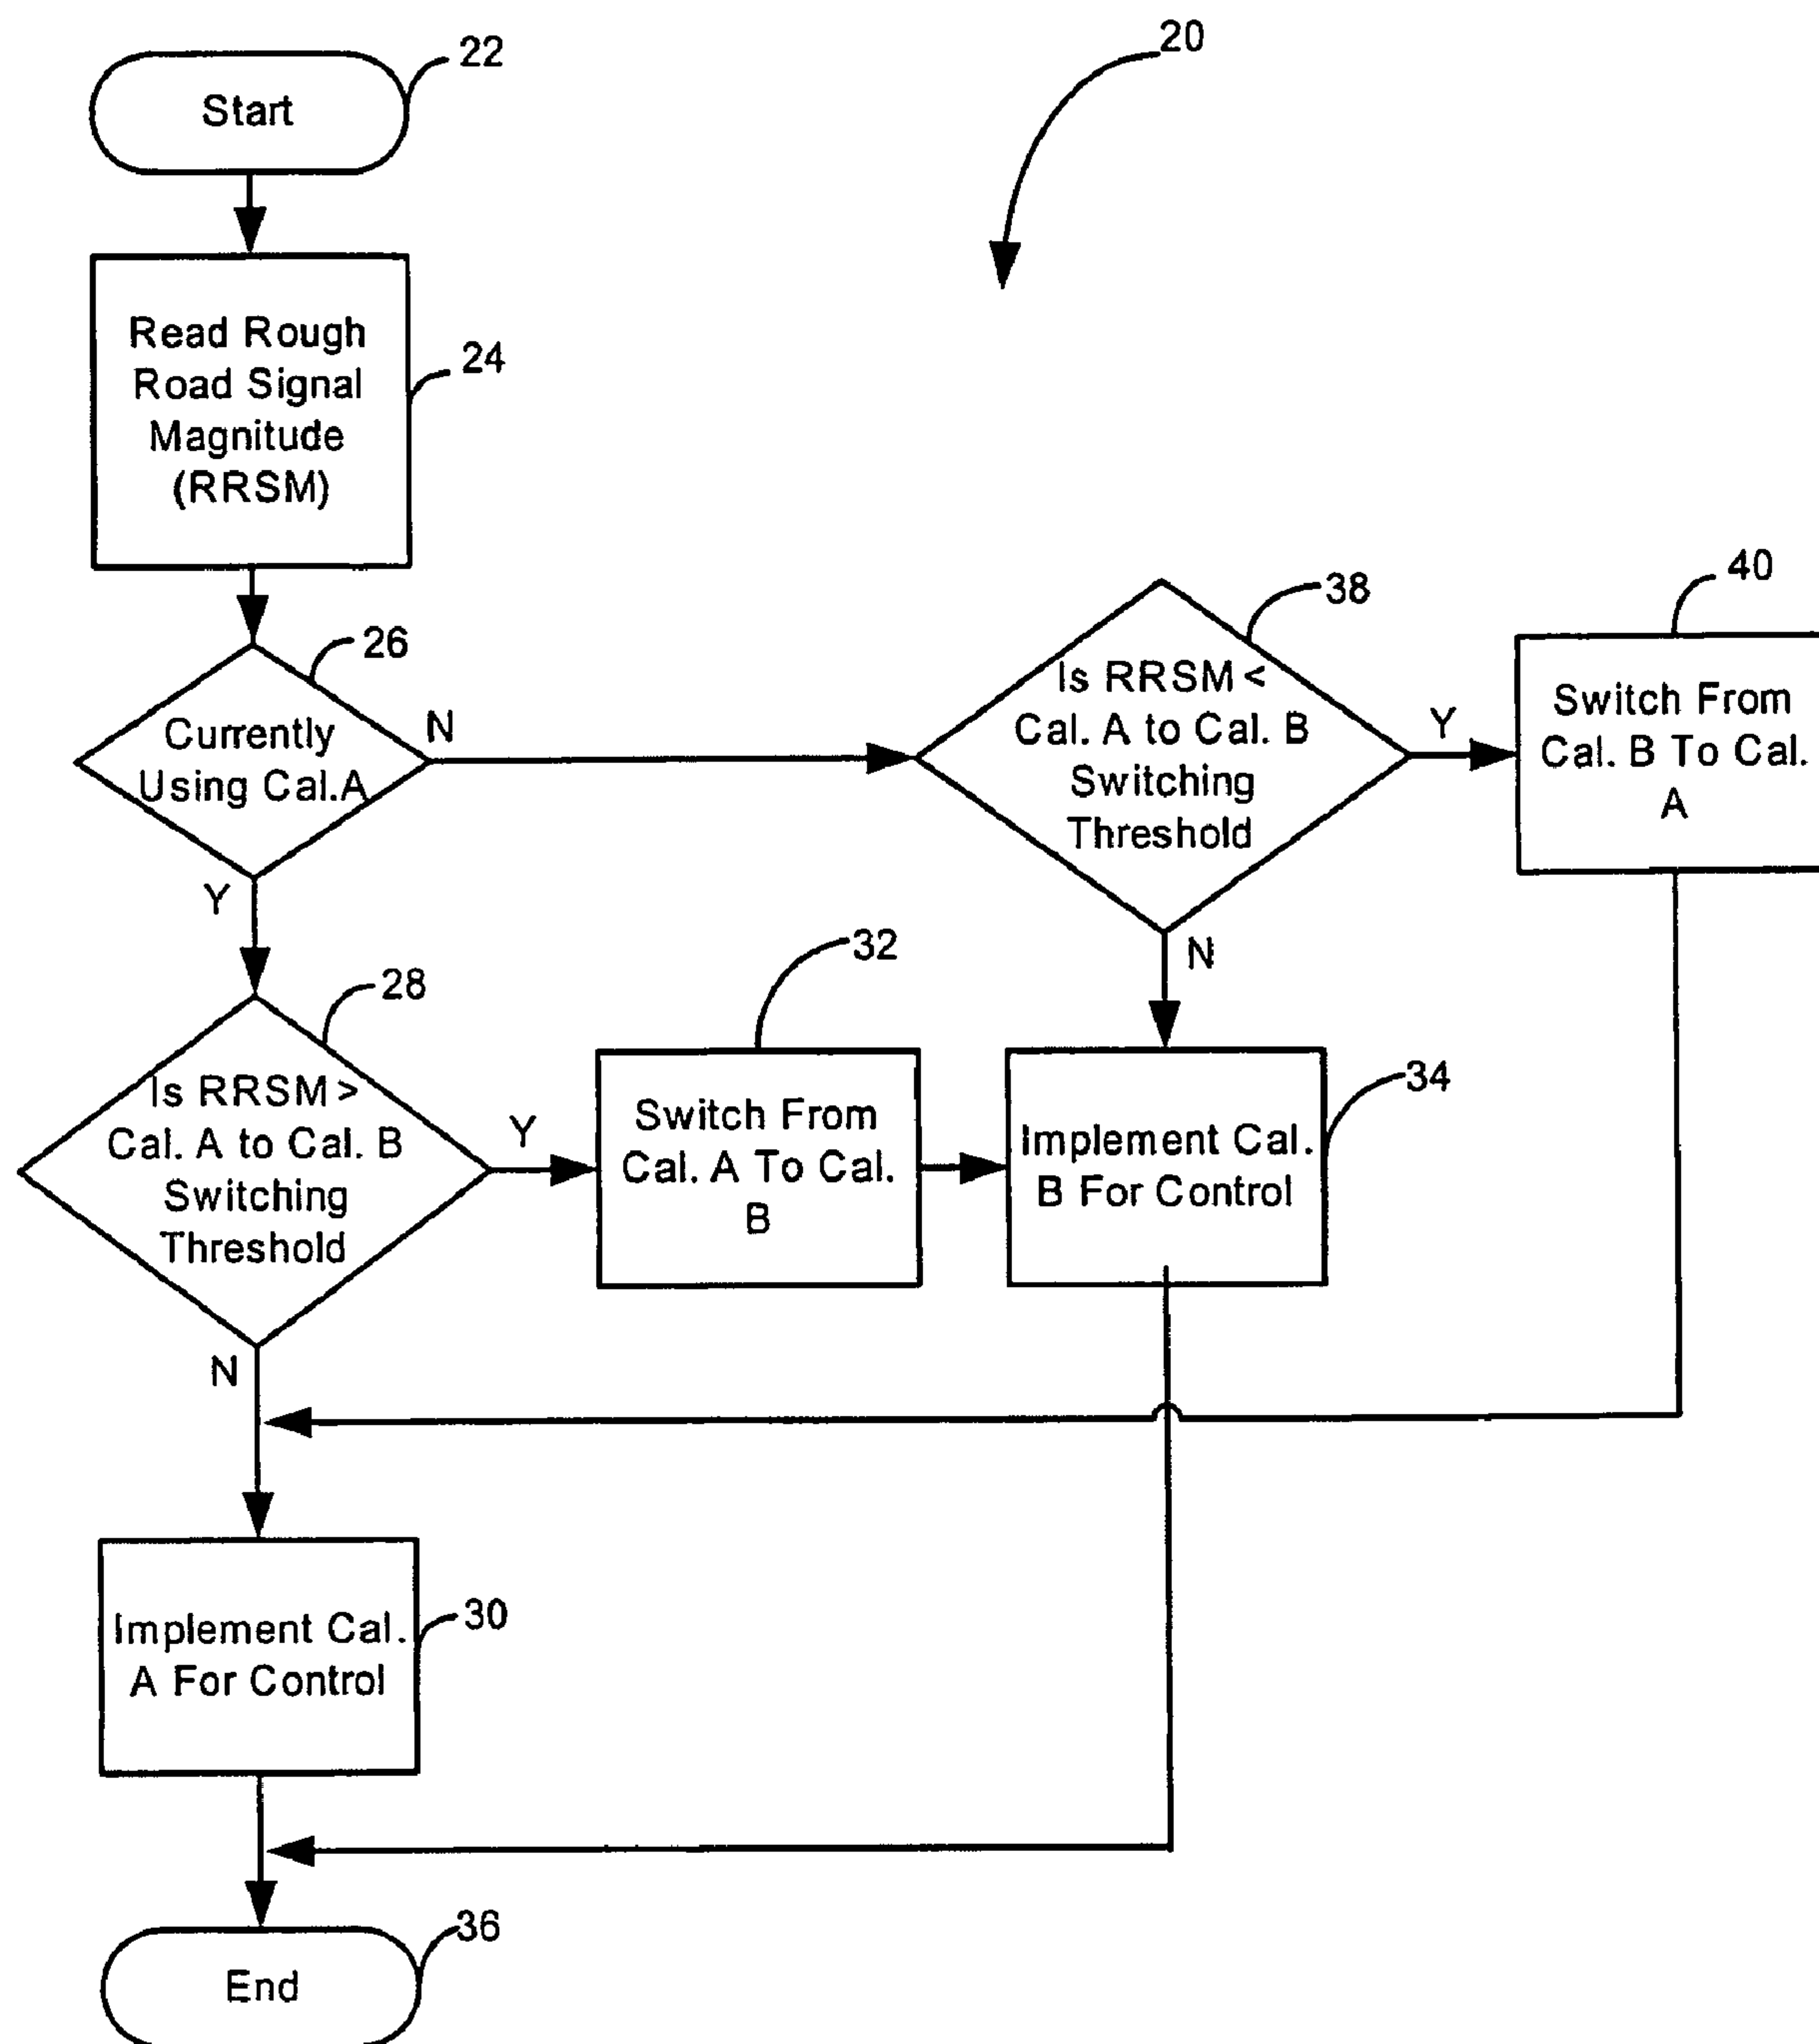 22
Start
20
Read Rough
Road Signal
Magnitude
(RRSM)
24
26
Currently
Using Cal.A
N
Y
38
Is RRSM <
Cal. A to Cal. B
Switching
Threshold
Y
N
40
Switch From
Cal. B To Cal.
A
28
Is RRSM >
Cal. A to Cal. B
Switching
Threshold
Y
N
32
Switch From
Cal. A To Cal.
B
34
Implement Cal.
B For Control
30
Implement Cal.
A For Control
36
End